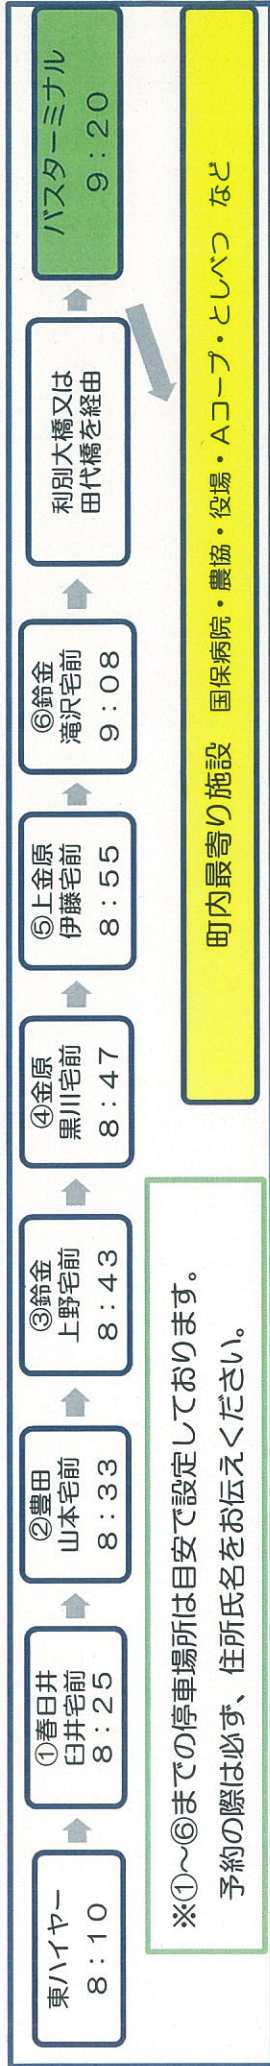 東ハイヤー
8:10
①春日井
臼井宅前
8:25
②豊田
山本宅前
8:33
③鈴金
上野宅前
8:43
④金原
黒川宅前
8:47
⑤上金原
伊藤宅前
8:55
⑥鈴金
滝沢宅前
9:08
利別大橋又は
田代橋を経由
バスターミナル
9:20
※①~⑥までの停車場所は目安で設定しております。
予約の際は必ず、住所氏名をお伝えください。
町内最寄り施設 国保病院・農協・役場・Aコープ・としべつ など